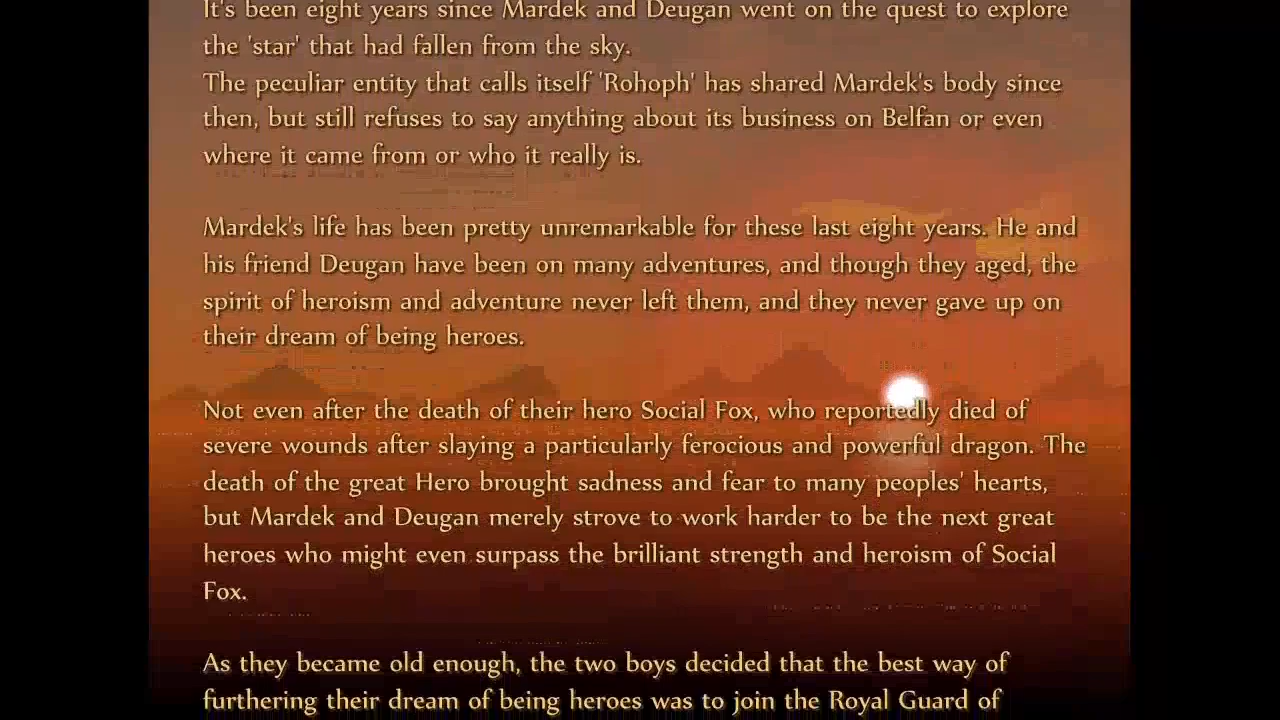 It's been eight years since Mardek and Deugan went on the quest to explore
the 'star' that had fallen from the sky.
The peculiar entity that calls itself 'Rohoph' has shared Mardek's body since
then, but still refuses to say anything about its business on Belfan or even
where it came from or who it really is.
Mardek's life has been pretty unremarkable for these last eight years. He and
his friend Deugan have been on many adventures, and though they aged, the
spirit of heroism and adventure never left them, and they never gave up on
their dream of being heroes.
Not even after the death of their hero Social Fox, who reportedly died of
severe wounds after slaying a particularly ferocious and powerful dragon. The
death of the great Hero brought sadness and fear to many peoples' hearts,
but Mardek and Deugan merely strove to work harder to be the next great
heroes who might even surpass the brilliant strength and heroism of Social
Fox.
As they became old enough, the two boys decided that the best way of
furthering their dream of being heroes was to join the Royal Guard of